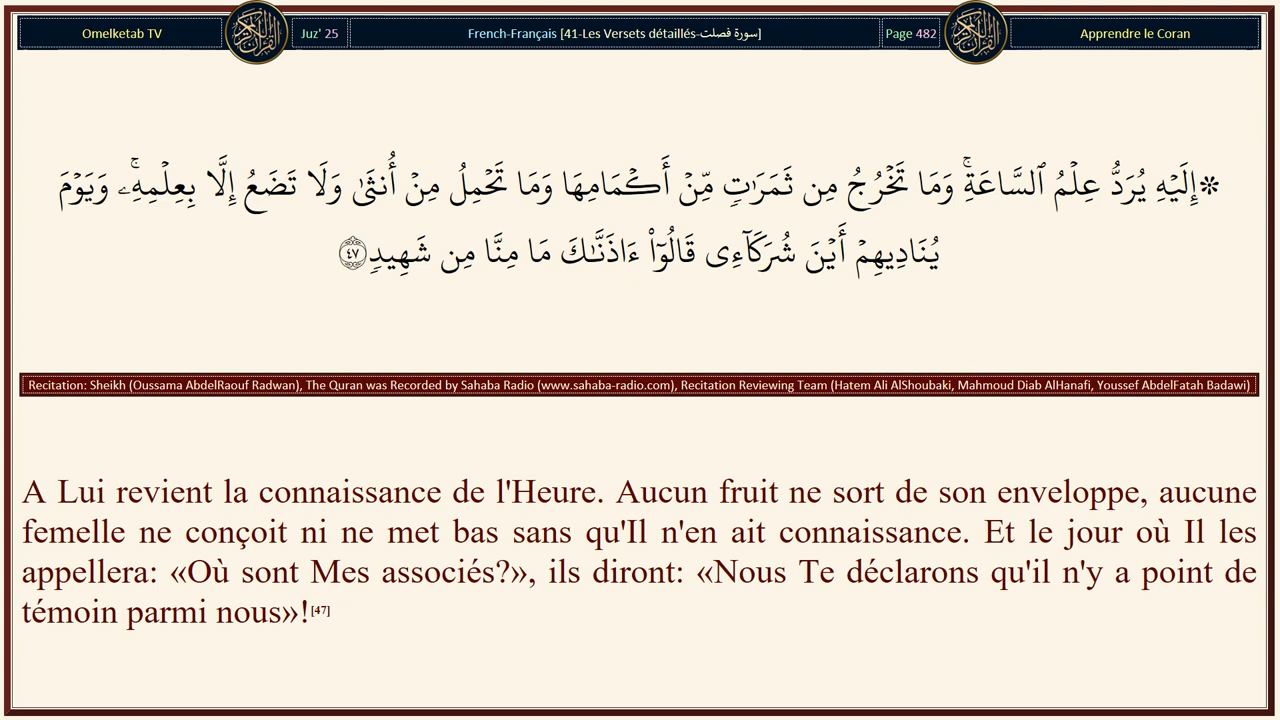 Omelketab TV
Juz' 25
French-Français [41-Les Versets détaillés-سورة فصلت]
Page 482
Apprendre le Coran
۞إِلَيۡهِ يُرَدُّ عِلۡمُ ٱلسَّاعَةِۚ وَمَا تَخۡرُجُ مِن ثَمَرَٰتٖ مِّنۡ أَكۡمَامِهَا وَمَا تَحۡمِلُ مِنۡ أُنثَىٰ وَلَا تَضَعُ إِلَّا بِعِلۡمِهِۦۚ وَيَوۡمَ
يُنَادِيهِمۡ أَيۡنَ شُرَكَآءِى قَالُوٓاْ ءَاذَنَّٰكَ مَا مِنَّا مِن شَهِيدٖ ٤٧
Recitation: Sheikh (Oussama AbdelRaouf Radwan), The Quran was Recorded by Sahaba Radio (www.sahaba-radio.com), Recitation Reviewing Team (Hatem Ali AlShoubaki, Mahmoud Diab AlHanafi, Youssef AbdelFatah Badawi)
A Lui revient la connaissance de l'Heure. Aucun fruit ne sort de son enveloppe, aucune
femelle ne conçoit ni ne met bas sans qu'Il n'en ait connaissance. Et le jour où Il les
appellera: «Où sont Mes associés?», ils diront: «Nous Te déclarons qu'il n'y a point de
témoin parmi nous»![47]